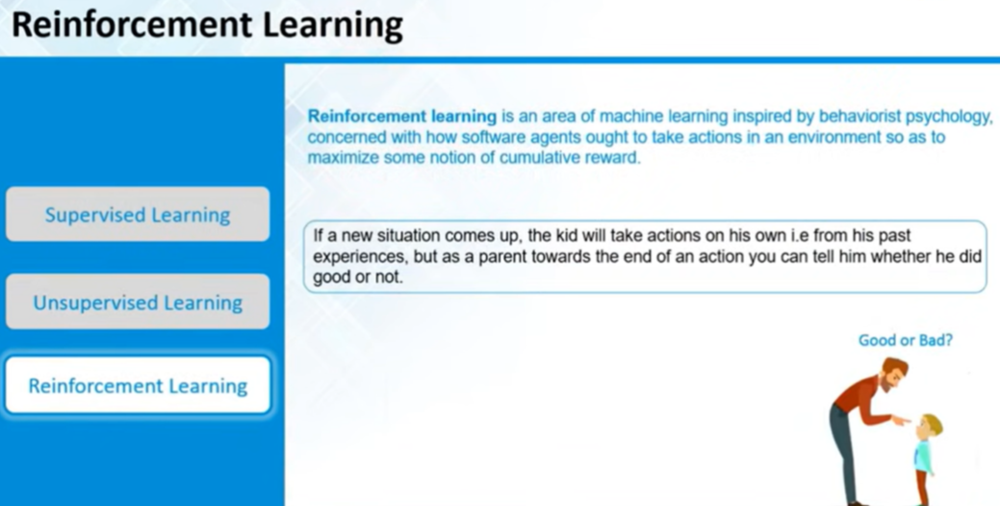 Reinforcement Learning
Supervised Learning
Unsupervised Learning
Reinforcement Learning
Reinforcement learning is an area of machine learning inspired by behaviorist psychology,
concerned with how software agents ought to take actions in an environment so as to
maximize some notion of cumulative reward.
If a new situation comes up, the kid will take actions on his own i.e from his past
experiences, but as a parent towards the end of an action you can tell him whether he did
good or not.
Good or Bad?